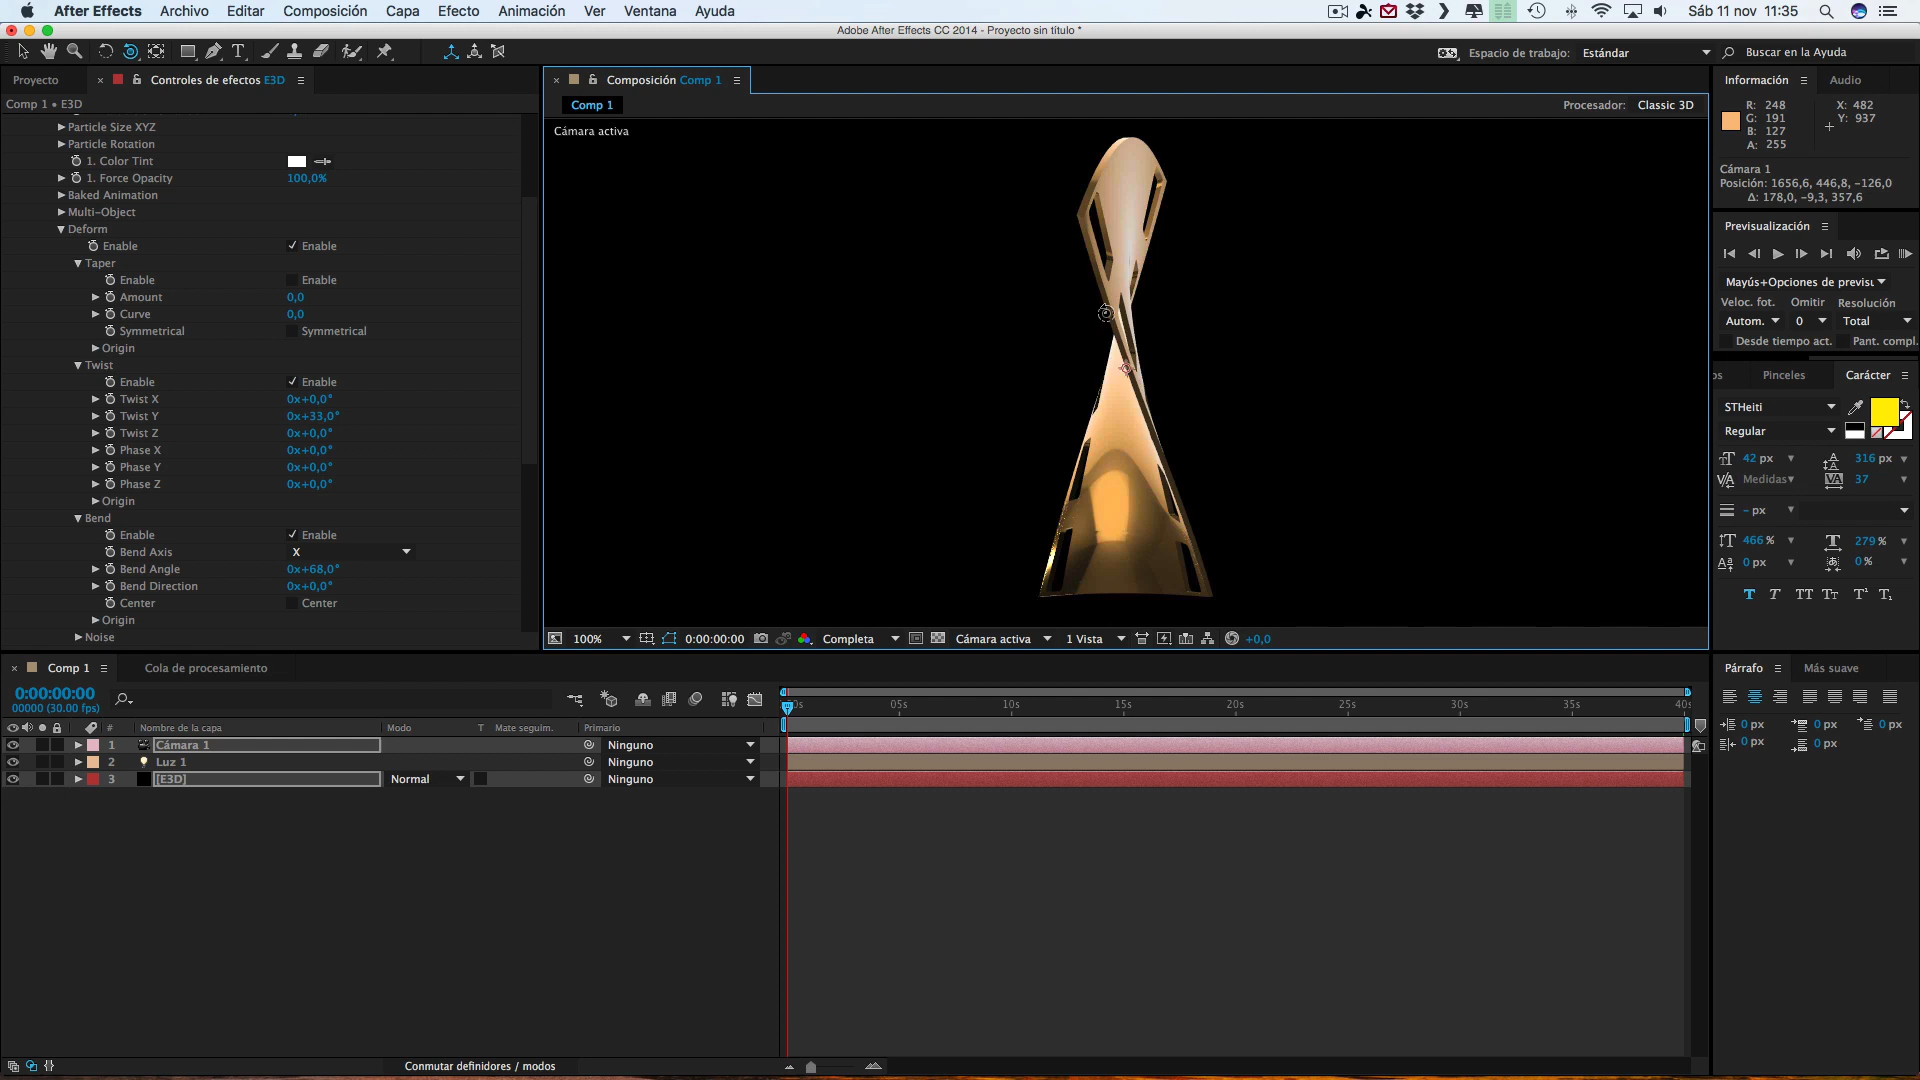 After Effects Archivo Editar Composición Capa Efecto Animación Ver Ventana Ayuda Sáb 11 nov 11:35
Adobe After Effects CC 2014 - Proyecto sin título *
Espacio de trabajo: Estándar Buscar en la Ayuda
Proyecto × Controles de efectos E3D
Comp 1 • E3D
Particle Size XYZ
Particle Rotation
1. Color Tint
1. Force Opacity 100,0%
Baked Animation
Multi-Object
Deform
Enable Enable
Taper
Enable Enable
Amount 0,0
Curve 0,0
Symmetrical Symmetrical
Origin
Twist
Enable Enable
Twist X 0x+0,0°
Twist Y 0x+33,0°
Twist Z 0x+0,0°
Phase X 0x+0,0°
Phase Y 0x+0,0°
Phase Z 0x+0,0°
Origin
Bend
Enable Enable
Bend Axis X
Bend Angle 0x+68,0°
Bend Direction 0x+0,0°
Center Center
Origin
Noise
× Composición Comp 1
Comp 1 Procesador: Classic 3D
Cámara activa
100% 0:00:00:00 Completa Cámara activa 1 Vista +0,0
Información Audio
R: 248 X: 482
G: 191 Y: 937
B: 127
A: 255
Cámara 1
Posición: 1656,6, 446,8, -126,0
Δ: 178,0, -9,3, 357,6
Previsualización
Mayús+Opciones de previsu
Veloc. fot. Omitir Resolución
Autom. 0 Total
Desde tiempo act. Pant. compl.
os Pinceles Carácter
STHeiti
Regular
42 px 316 px
Medidas 37
- px
466 % 279 %
0 px 0 %
T T TT Tt T¹ T₁
Párrafo Más suave
0 px 0 px 0 px
0 px 0 px
× Comp 1 Cola de procesamiento
0:00:00:00
00000 (30.00 fps)
0s 05s 10s 15s 20s 25s 30s 35s 40s
# Nombre de la capa Modo T Mate seguim. Primario
1 Cámara 1 Ninguno
2 Luz 1 Ninguno
3 [E3D] Normal Ninguno
Conmutar definidores / modos